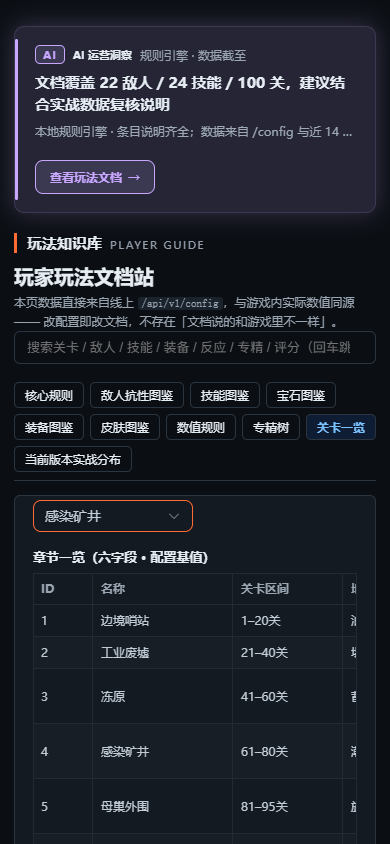 AI AI 运营洞察 规则引擎 · 数据截至
文档覆盖 22 敌人 / 24 技能 / 100 关，建议结
合实战数据复核说明
本地规则引擎 · 条目说明齐全；数据来自 /config 与近 14 ...
查看玩法文档 →
玩法知识库 PLAYER GUIDE
玩家玩法文档站
本页数据直接来自线上 /api/v1/config，与游戏内实际数值同源
—— 改配置即改文档，不存在「文档说的和游戏里不一样」。
搜索关卡 / 敌人 / 技能 / 装备 / 反应 / 专精 / 评分（回车跳
核心规则 敌人抗性图鉴 技能图鉴 宝石图鉴
装备图鉴 皮肤图鉴 数值规则 专精树 关卡一览
当前版本实战分布
感染矿井
章节一览（六字段 · 配置基值）
ID 名称 关卡区间
1 边境哨站 1–20关
2 工业废墟 21–40关
3 冻原 41–60关
4 感染矿井 61–80关
5 母巢外围 81–95关